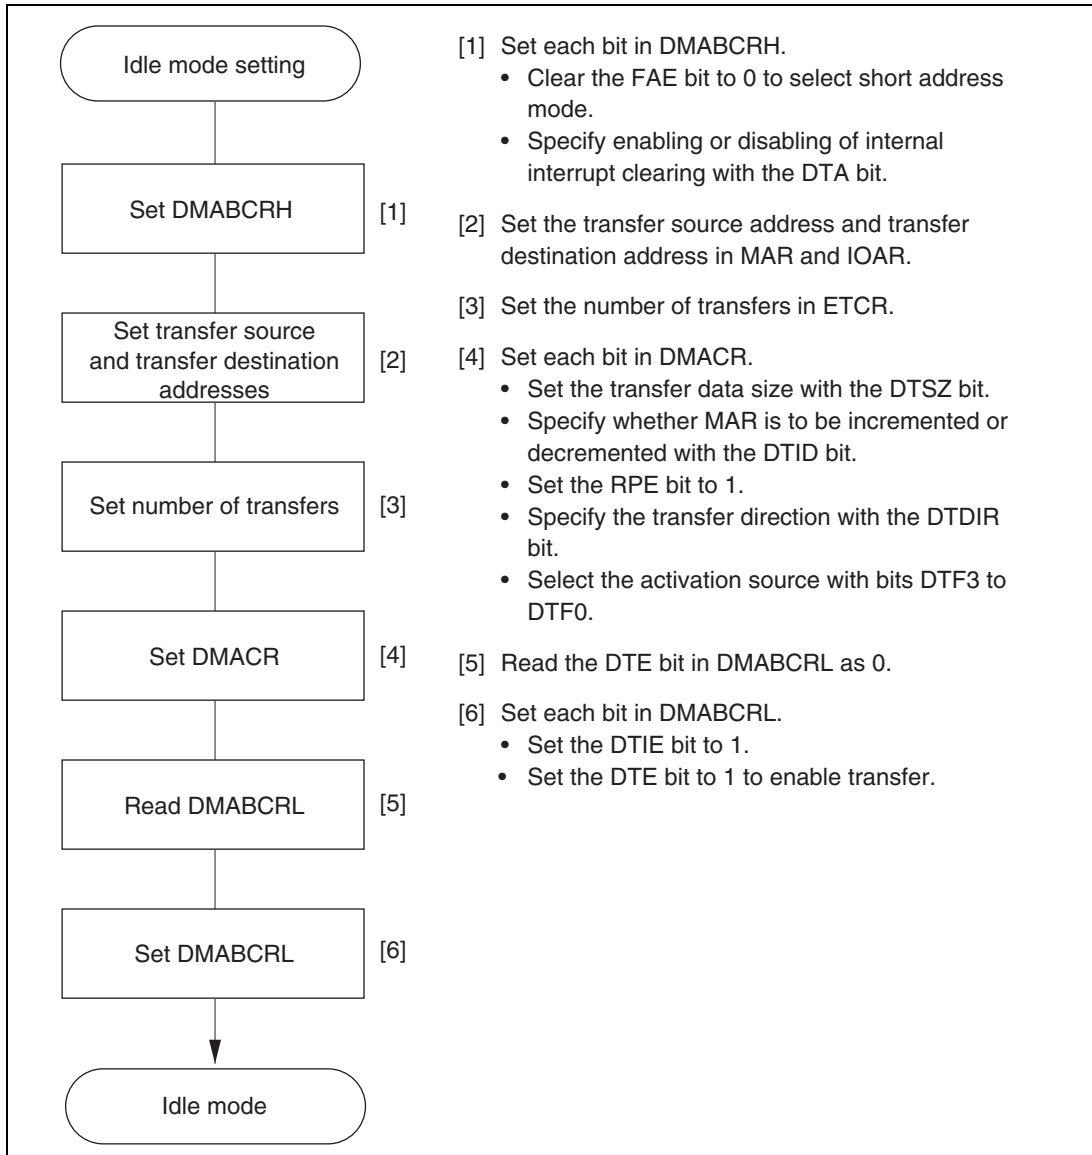 Idle mode setting
Set DMABCRH
[1]
Set transfer source
and transfer destination
addresses
[2]
Set number of transfers
[3]
Set DMACR
[4]
Read DMABCRL
[5]
Set DMABCRL
[6]
Idle mode
[1] Set each bit in DMABCRH.
• Clear the FAE bit to 0 to select short address
mode.
• Specify enabling or disabling of internal
interrupt clearing with the DTA bit.
[2] Set the transfer source address and transfer
destination address in MAR and IOAR.
[3] Set the number of transfers in ETCR.
[4] Set each bit in DMACR.
• Set the transfer data size with the DTSZ bit.
• Specify whether MAR is to be incremented or
decremented with the DTID bit.
• Set the RPE bit to 1.
• Specify the transfer direction with the DTDIR
bit.
• Select the activation source with bits DTF3 to
DTF0.
[5] Read the DTE bit in DMABCRL as 0.
[6] Set each bit in DMABCRL.
• Set the DTIE bit to 1.
• Set the DTE bit to 1 to enable transfer.